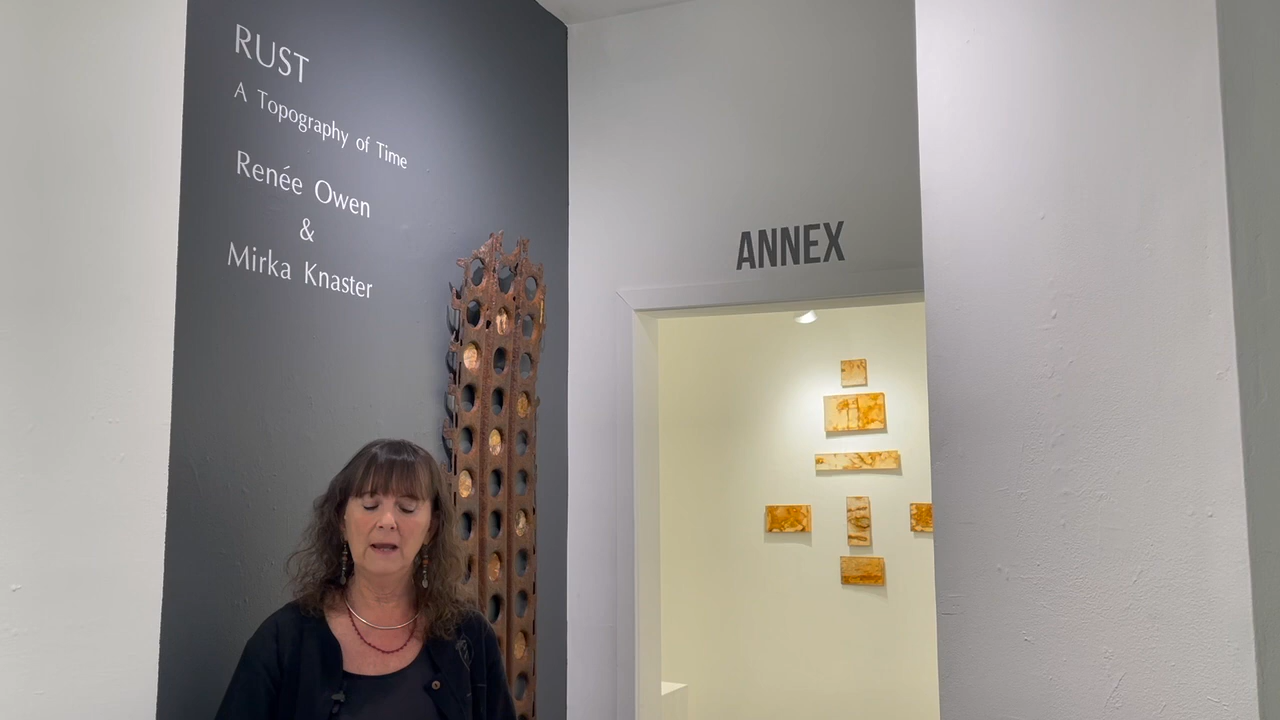 RUST
A Topography of Time
Renée Owen
&
Mirka Knaster
ANNEX